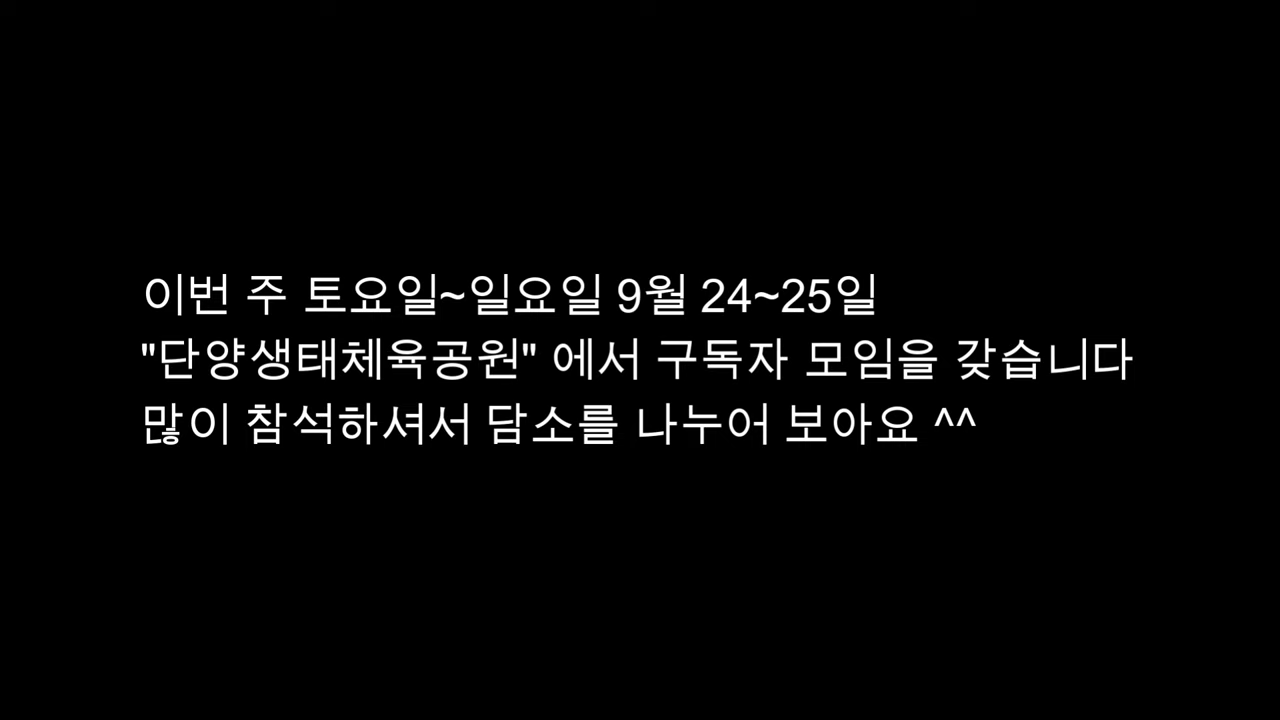 이번 주 토요일~일요일 9월 24~25일
"단양생태체육공원" 에서 구독자 모임을 갖습니다
많이 참석하셔서 담소를 나누어 보아요 ^^